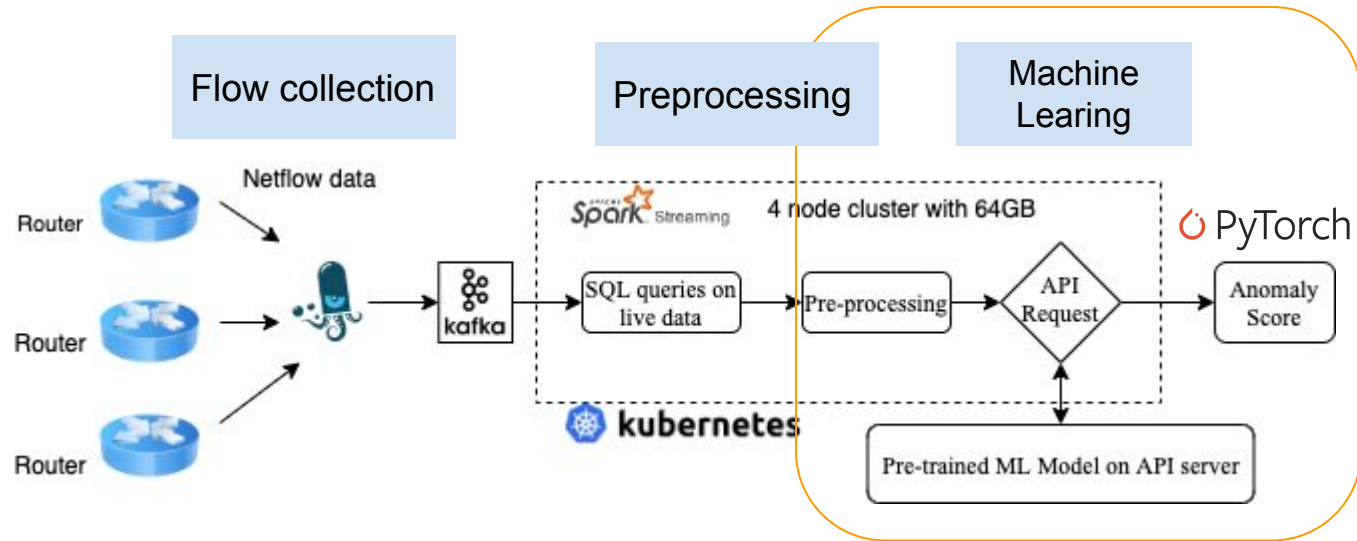 Flow collection
Preprocessing
Machine
Learing
Netflow data
Router
Router
Router
kafka
APACHE
Spark Streaming
4 node cluster with 64GB
SQL queries on
live data
Pre-processing
API
Request
PyTorch
Anomaly
Score
kubernetes
Pre-trained ML Model on API server